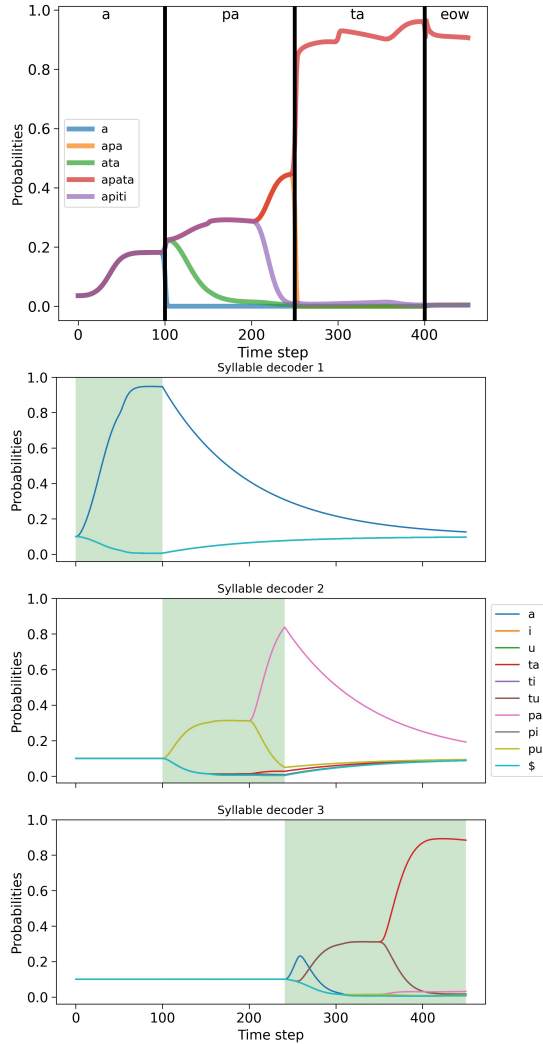 a pa ta eow
1.0
0.8
0.6
0.4
0.2
0.0
Probabilities
a
apa
ata
apata
apiti
0 100 200 300 400
Time step
Syllable decoder 1
1.0
0.8
0.6
0.4
0.2
0.0
Probabilities
Syllable decoder 2
1.0
0.8
0.6
0.4
0.2
0.0
Probabilities
a
i
u
ta
ti
tu
pa
pi
pu
$
Syllable decoder 3
1.0
0.8
0.6
0.4
0.2
0.0
Probabilities
0 100 200 300 400
Time step